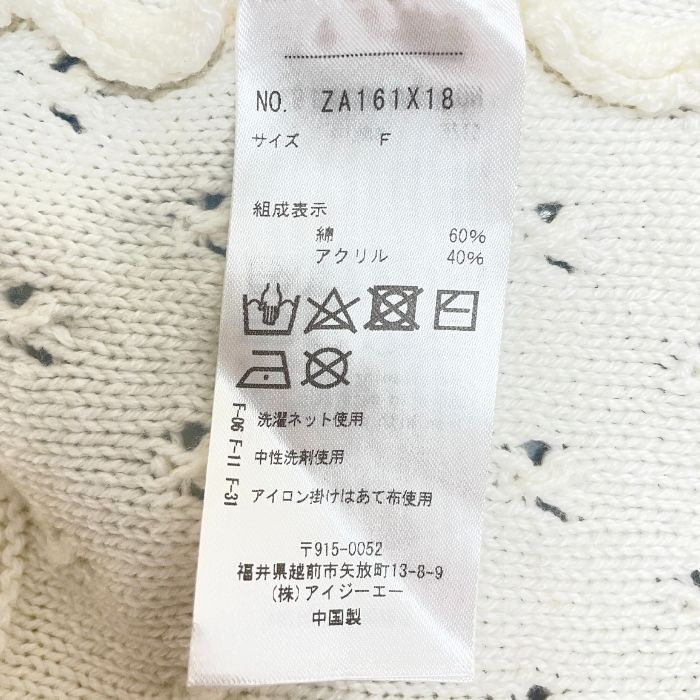 NO. ZA161X18
サイズ F
組成表示
綿 60%
アクリル 40%
洗濯ネット使用
中性洗剤使用
アイロン掛けはあて布使用
F-06 F-11 F-31
〒915-0052
福井県越前市矢放町13-8-9
(株)アイジーエー
中国製